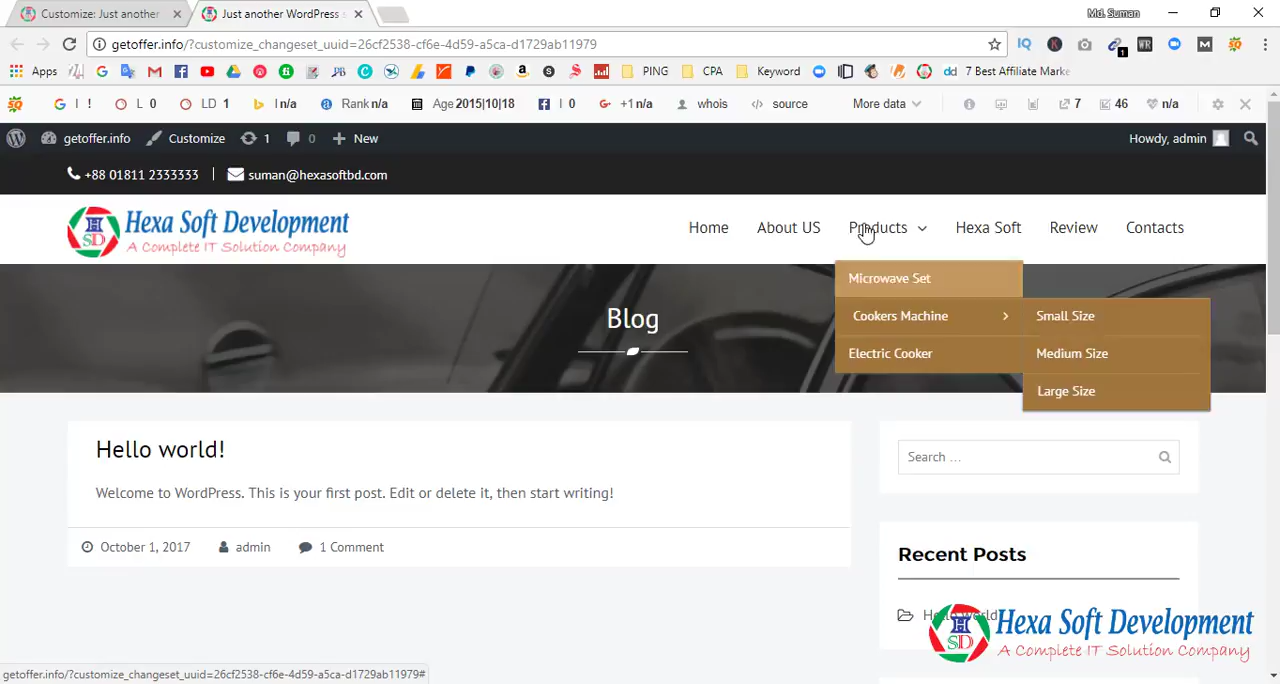 Customize: Just another
Just another WordPress
Md. Suman
getoffer.info/?customize_changeset_uuid=26cf2538-cf6e-4d59-a5ca-d1729ab11979
Apps
PING
CPA
Keyword
7 Best Affiliate Marke
I !
L 0
LD 1
I n/a
Rank n/a
Age 2015|10|18
I 0
+1 n/a
whois
source
More data
7
46
n/a
getoffer.info
Customize
1
0
New
Howdy, admin
+88 01811 2333333
suman@hexasoftbd.com
Hexa Soft Development
A Complete IT Solution Company
Home
About US
Products
Hexa Soft
Review
Contacts
Microwave Set
Cookers Machine
Electric Cooker
Small Size
Medium Size
Large Size
Blog
Hello world!
Welcome to WordPress. This is your first post. Edit or delete it, then start writing!
October 1, 2017
admin
1 Comment
Search ...
Recent Posts
Hello world!
Hexa Soft Development
A Complete IT Solution Company
getoffer.info/?customize_changeset_uuid=26cf2538-cf6e-4d59-a5ca-d1729ab11979#